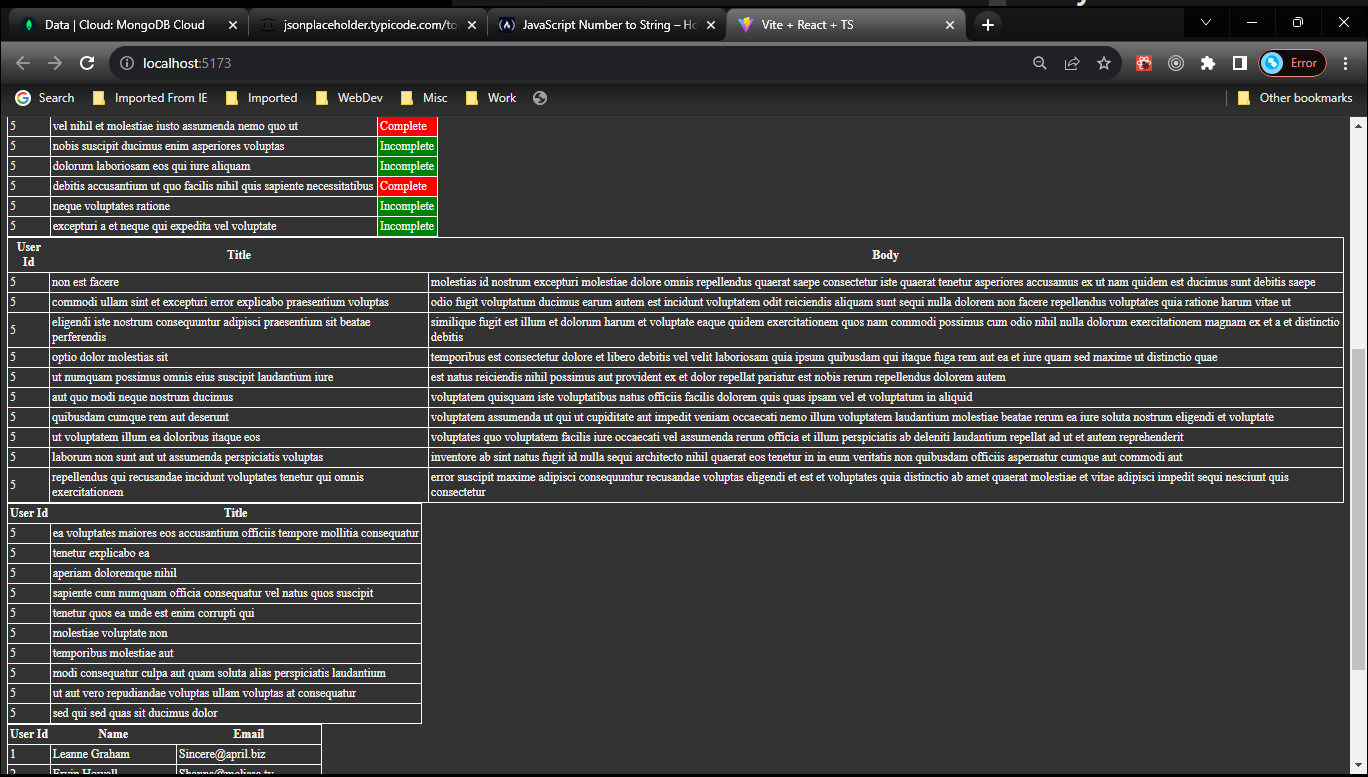 Data | Cloud: MongoDB Cloud
jsonplaceholder.typicode.com/to
JavaScript Number to String – Ho
Vite + React + TS
localhost:5173
Error
Search
Imported From IE
Imported
WebDev
Misc
Work
Other bookmarks
5 vel nihil et molestiae iusto assumenda nemo quo ut Complete
5 nobis suscipit ducimus enim asperiores voluptas Incomplete
5 dolorum laboriosam eos qui iure aliquam Incomplete
5 debitis accusantium ut quo facilis nihil quis sapiente necessitatibus Complete
5 neque voluptates ratione Incomplete
5 excepturi a et neque qui expedita vel voluptate Incomplete
User Id Title Body
5 non est facere molestias id nostrum excepturi molestiae dolore omnis repellendus quaerat saepe consectetur iste quaerat tenetur asperiores accusamus ex ut nam quidem est ducimus sunt debitis saepe
5 commodi ullam sint et excepturi error explicabo praesentium voluptas odio fugit voluptatum ducimus earum autem est incidunt voluptatem odit reiciendis aliquam sunt sequi nulla dolorem non facere repellendus voluptates quia ratione harum vitae ut
5 eligendi iste nostrum consequuntur adipisci praesentium sit beatae perferendis similique fugit est illum et dolorum harum et voluptate eaque quidem exercitationem quos nam commodi possimus cum odio nihil nulla dolorum exercitationem magnam ex et a et distinctio debitis
5 optio dolor molestias sit temporibus est consectetur dolore et libero debitis vel velit laboriosam quia ipsum quibusdam qui itaque fuga rem aut ea et iure quam sed maxime ut distinctio quae
5 ut numquam possimus omnis eius suscipit laudantium iure est natus reiciendis nihil possimus aut provident ex et dolor repellat pariatur est nobis rerum repellendus dolorem autem
5 aut quo modi neque nostrum ducimus voluptatem quisquam iste voluptatibus natus officiis facilis dolorem quis quas ipsam vel et voluptatum in aliquid
5 quibusdam cumque rem aut deserunt voluptatem assumenda ut qui ut cupiditate aut impedit veniam occaecati nemo illum voluptatem laudantium molestiae beatae rerum ea iure soluta nostrum eligendi et voluptate
5 ut voluptatem illum ea doloribus itaque eos voluptates quo voluptatem facilis iure occaecati vel assumenda rerum officia et illum perspiciatis ab deleniti laudantium repellat ad ut et autem reprehenderit
5 laborum non sunt aut ut assumenda perspiciatis voluptas inventore ab sint natus fugit id nulla sequi architecto nihil quaerat eos tenetur in in eum veritatis non quibusdam officiis aspernatur cumque aut commodi aut
5 repellendus qui recusandae incidunt voluptates tenetur qui omnis exercitationem error suscipit maxime adipisci consequuntur recusandae voluptas eligendi et est et voluptates quia distinctio ab amet quaerat molestiae et vitae adipisci impedit sequi nesciunt quis consectetur
User Id Title
5 ea voluptates maiores eos accusantium officiis tempore mollitia consequatur
5 tenetur explicabo ea
5 aperiam doloremque nihil
5 sapiente cum numquam officia consequatur vel natus quos suscipit
5 tenetur quos ea unde est enim corrupti qui
5 molestiae voluptate non
5 temporibus molestiae aut
5 modi consequatur culpa aut quam soluta alias perspiciatis laudantium
5 ut aut vero repudiandae voluptas ullam voluptas at consequatur
5 sed qui sed quas sit ducimus dolor
User Id Name Email
1 Leanne Graham Sincere@april.biz
2 Ervin Howell Shanna@melissa.tv